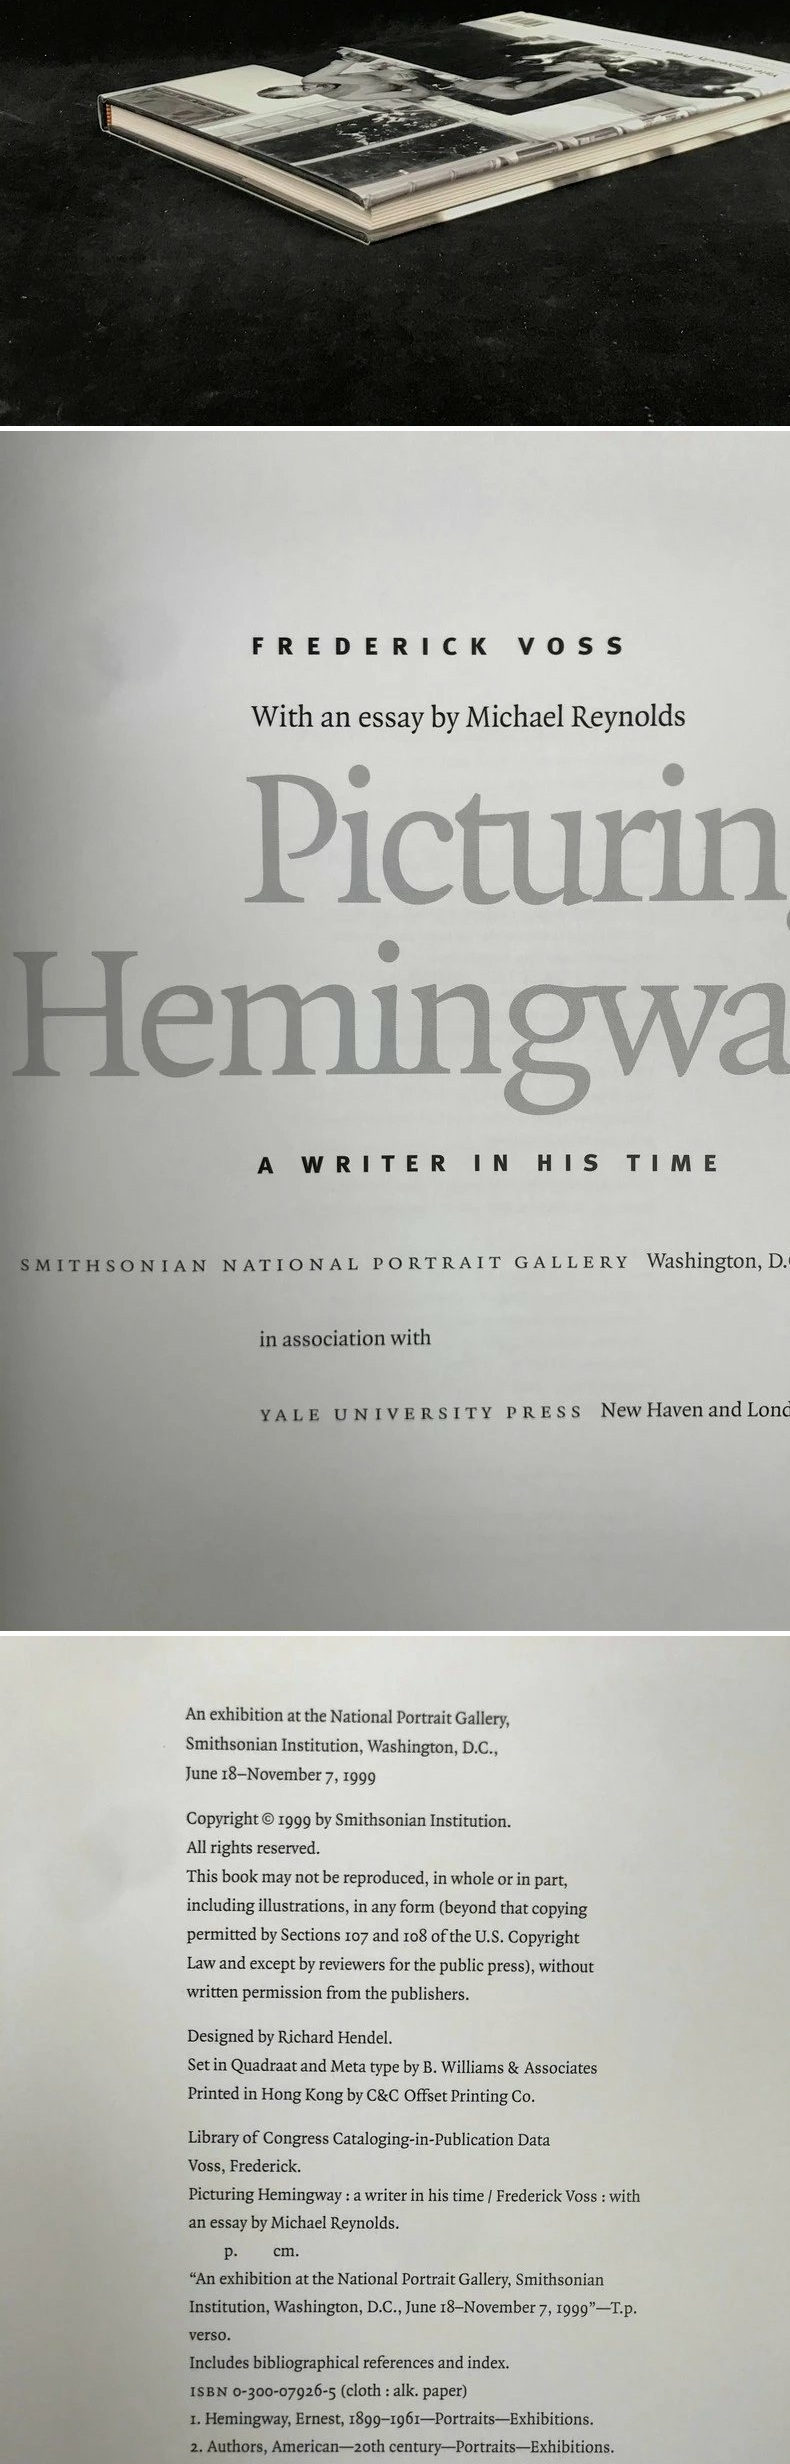 Yale University Press
FREDERICK VOSS
With an essay by Michael Reynolds
Picturing
Hemingwa
A WRITER IN HIS TIME
SMITHSONIAN NATIONAL PORTRAIT GALLERY Washington, D.C
in association with
YALE UNIVERSITY PRESS New Haven and Lond
An exhibition at the National Portrait Gallery,
Smithsonian Institution, Washington, D.C.,
June 18–November 7, 1999
Copyright © 1999 by Smithsonian Institution.
All rights reserved.
This book may not be reproduced, in whole or in part,
including illustrations, in any form (beyond that copying
permitted by Sections 107 and 108 of the U.S. Copyright
Law and except by reviewers for the public press), without
written permission from the publishers.
Designed by Richard Hendel.
Set in Quadraat and Meta type by B. Williams & Associates
Printed in Hong Kong by C&C Offset Printing Co.
Library of Congress Cataloging-in-Publication Data
Voss, Frederick.
Picturing Hemingway : a writer in his time / Frederick Voss : with
an essay by Michael Reynolds.
p. cm.
“An exhibition at the National Portrait Gallery, Smithsonian
Institution, Washington, D.C., June 18–November 7, 1999”—T.p.
verso.
Includes bibliographical references and index.
ISBN 0-300-07926-5 (cloth : alk. paper)
1. Hemingway, Ernest, 1899–1961—Portraits—Exhibitions.
2. Authors, American—20th century—Portraits—Exhibitions.